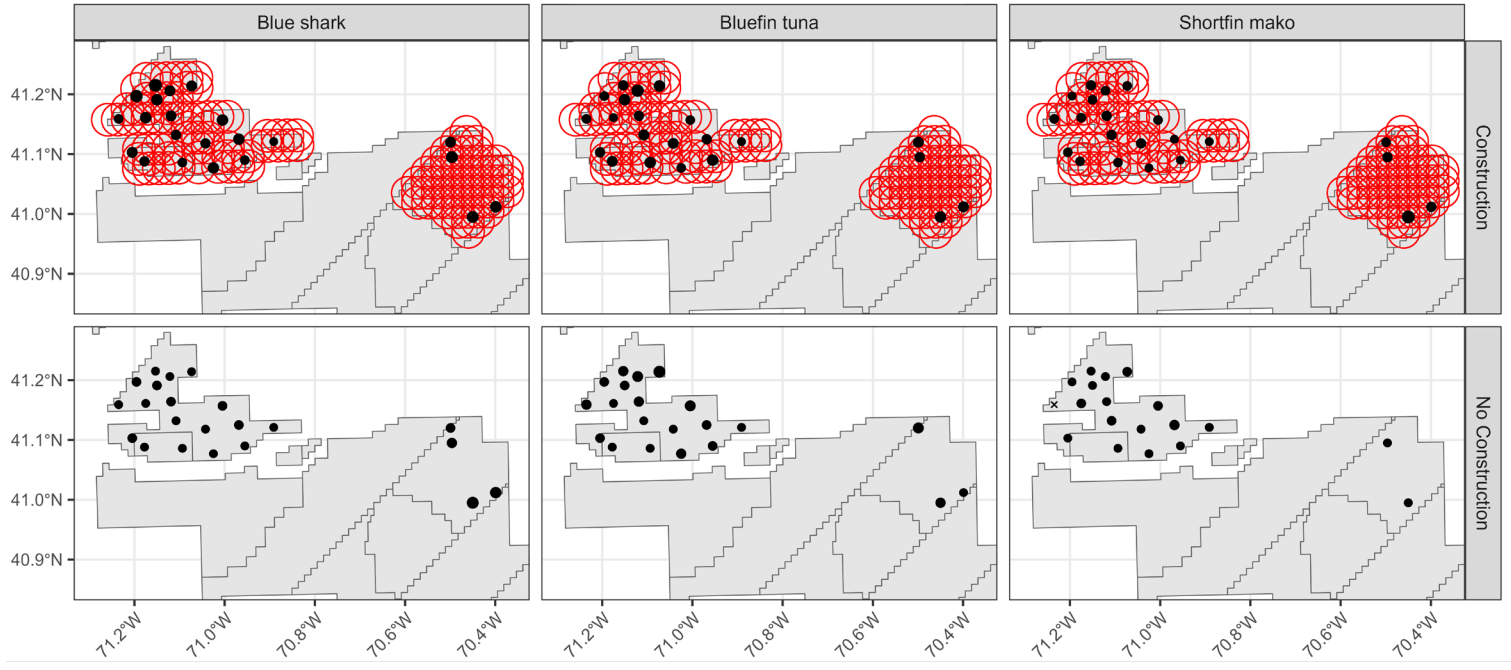 Blue shark
Bluefin tuna
Shortfin mako
41.2°N
41.1°N
41.0°N
40.9°N
Construction
41.2°N
41.1°N
41.0°N
40.9°N
No Construction
71.2°W
71.0°W
70.8°W
70.6°W
70.4°W
71.2°W
71.0°W
70.8°W
70.6°W
70.4°W
71.2°W
71.0°W
70.8°W
70.6°W
70.4°W